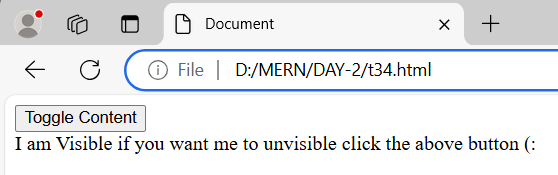 Document
File
D:/MERN/DAY-2/t34.html
Toggle Content
I am Visible if you want me to unvisible click the above button (: